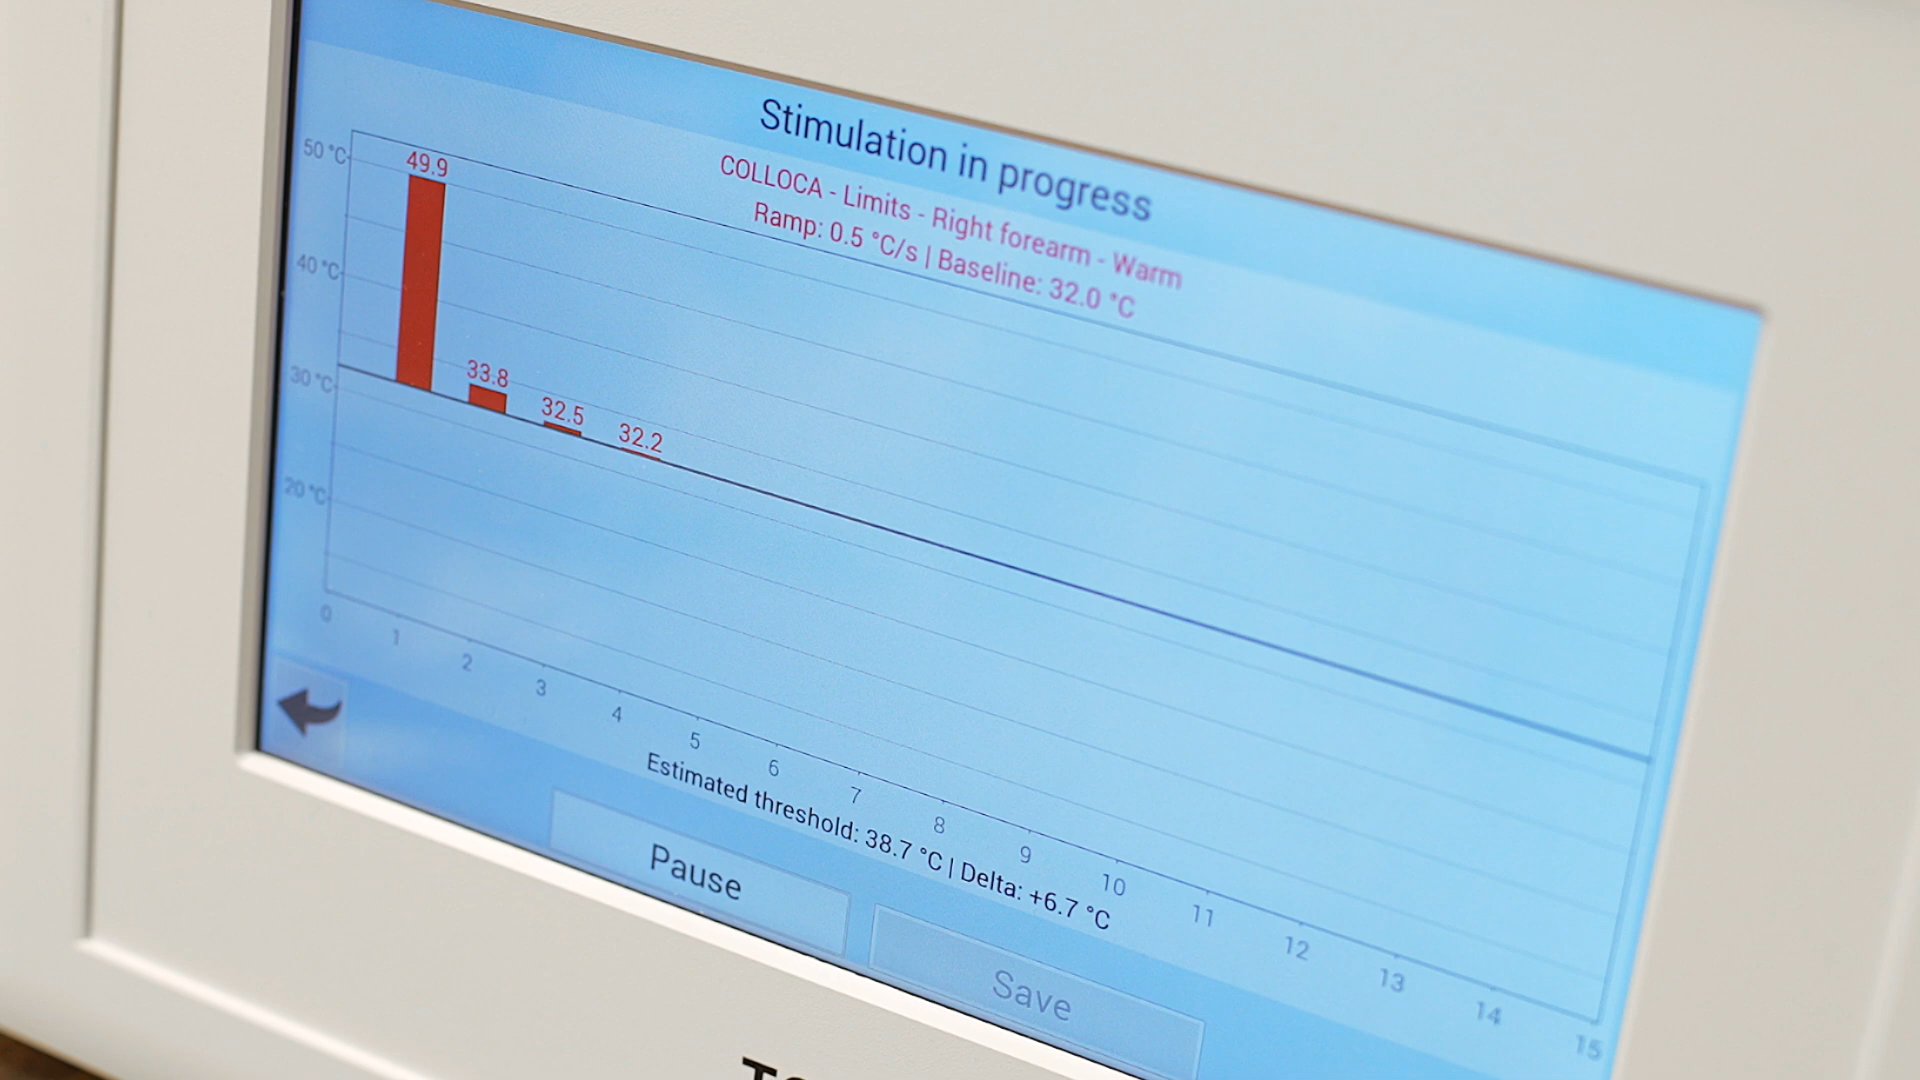 Stimulation in progress
COLLOCA - Limits - Right forearm - Warm
Ramp: 0.5 °C/s | Baseline: 32.0 °C
50 °C
40 °C
30 °C
20 °C
49.9
33.8
32.5
32.2
0 1 2 3 4 5 6 7 8 9 10 11 12 13 14 15
Estimated threshold: 38.7 °C | Delta: +6.7 °C
Pause
Save